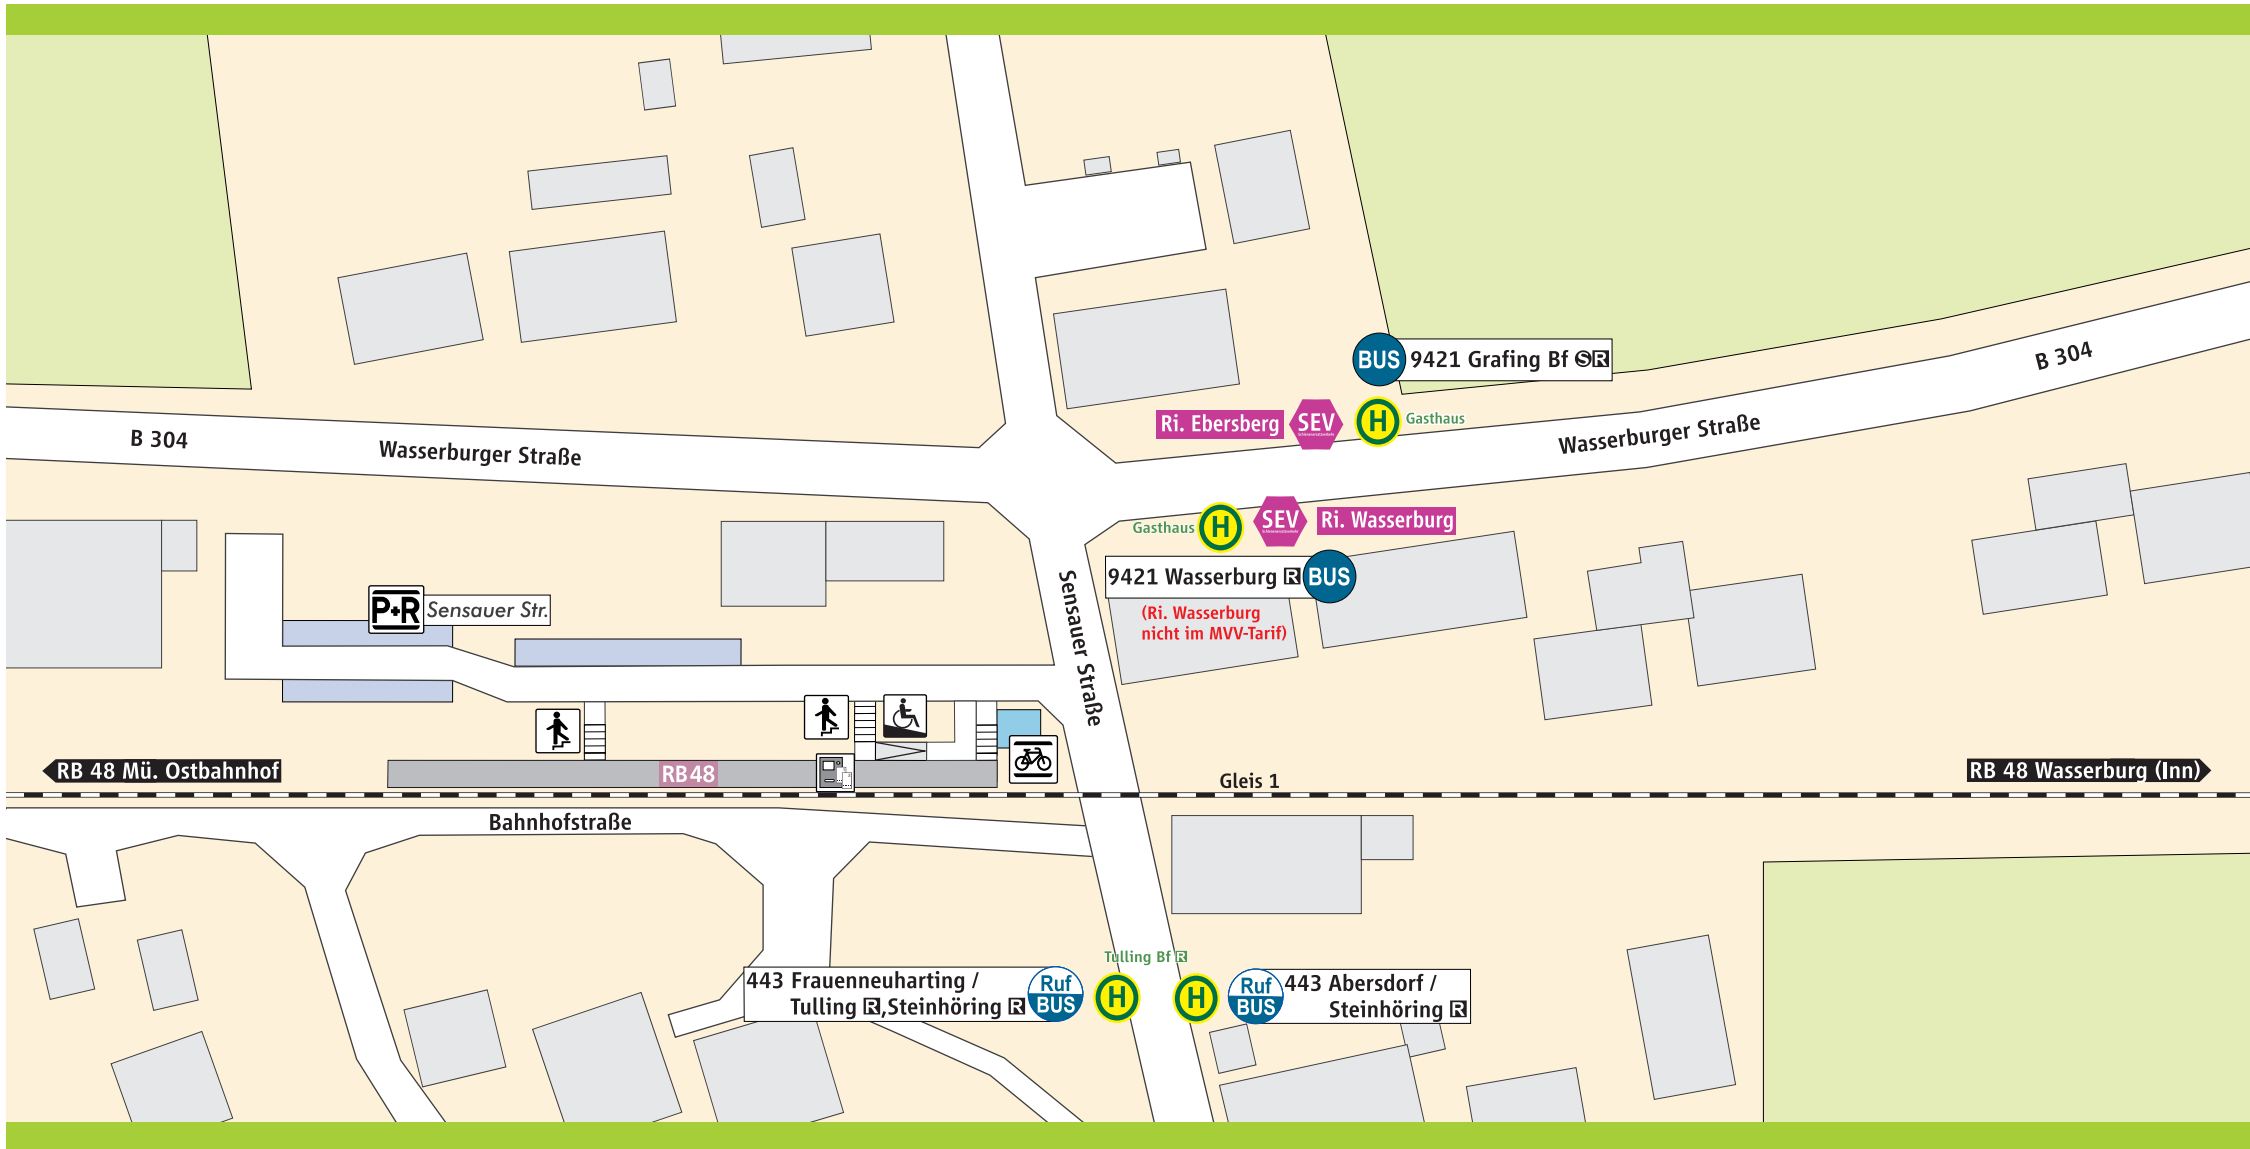 BUS 9421 Grafing Bf S R
B 304
Ri. Ebersberg SEV H Gasthaus
B 304
Wasserburger Straße
Wasserburger Straße
Gasthaus H SEV Ri. Wasserburg
9421 Wasserburg R BUS
(Ri. Wasserburg
nicht im MVV-Tarif)
P+R Sensauer Str.
Sensauer Straße
RB 48 Mü. Ostbahnhof
RB48
Gleis 1
RB 48 Wasserburg (Inn)
Bahnhofstraße
Tulling Bf R
443 Frauenneuharting /
Tulling R,Steinhöring R
Ruf
BUS
H
H
Ruf
BUS
443 Abersdorf /
Steinhöring R